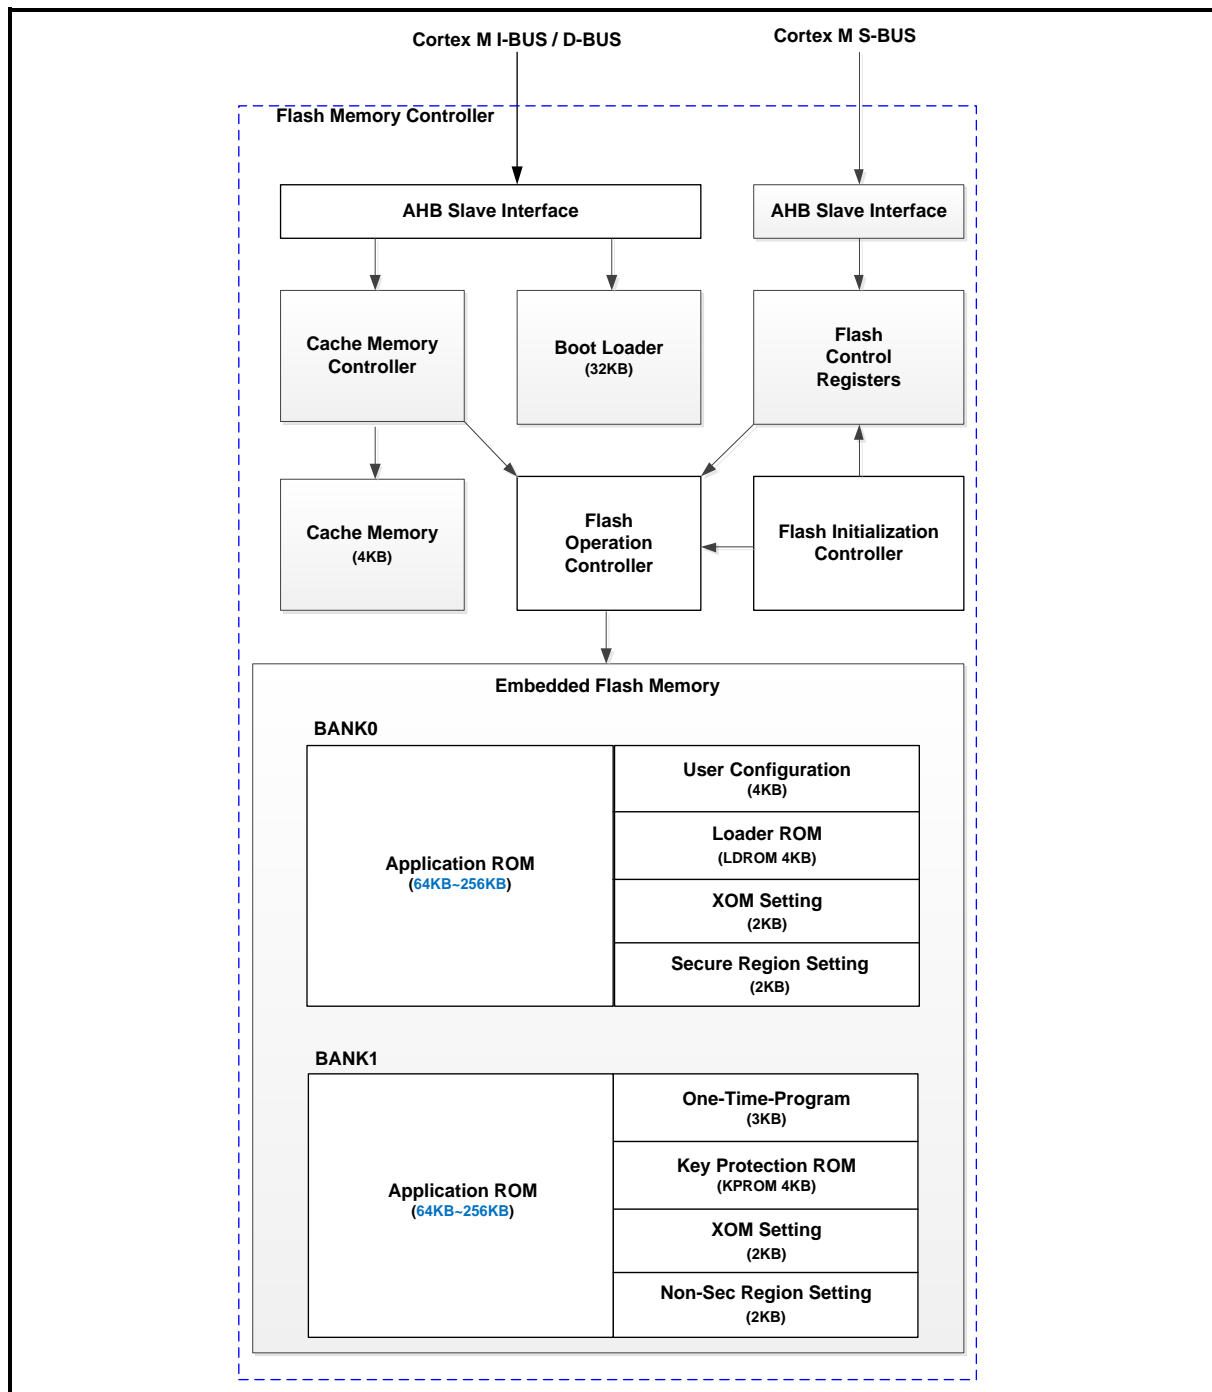 Cortex M I-BUS / D-BUS
Cortex M S-BUS
Flash Memory Controller
AHB Slave Interface
AHB Slave Interface
Cache Memory
Controller
Boot Loader
(32KB)
Flash
Control
Registers
Cache Memory
(4KB)
Flash
Operation
Controller
Flash Initialization
Controller
Embedded Flash Memory
BANK0
Application ROM
(64KB~256KB)
User Configuration
(4KB)
Loader ROM
(LDROM 4KB)
XOM Setting
(2KB)
Secure Region Setting
(2KB)
BANK1
Application ROM
(64KB~256KB)
One-Time-Program
(3KB)
Key Protection ROM
(KPROM 4KB)
XOM Setting
(2KB)
Non-Sec Region Setting
(2KB)